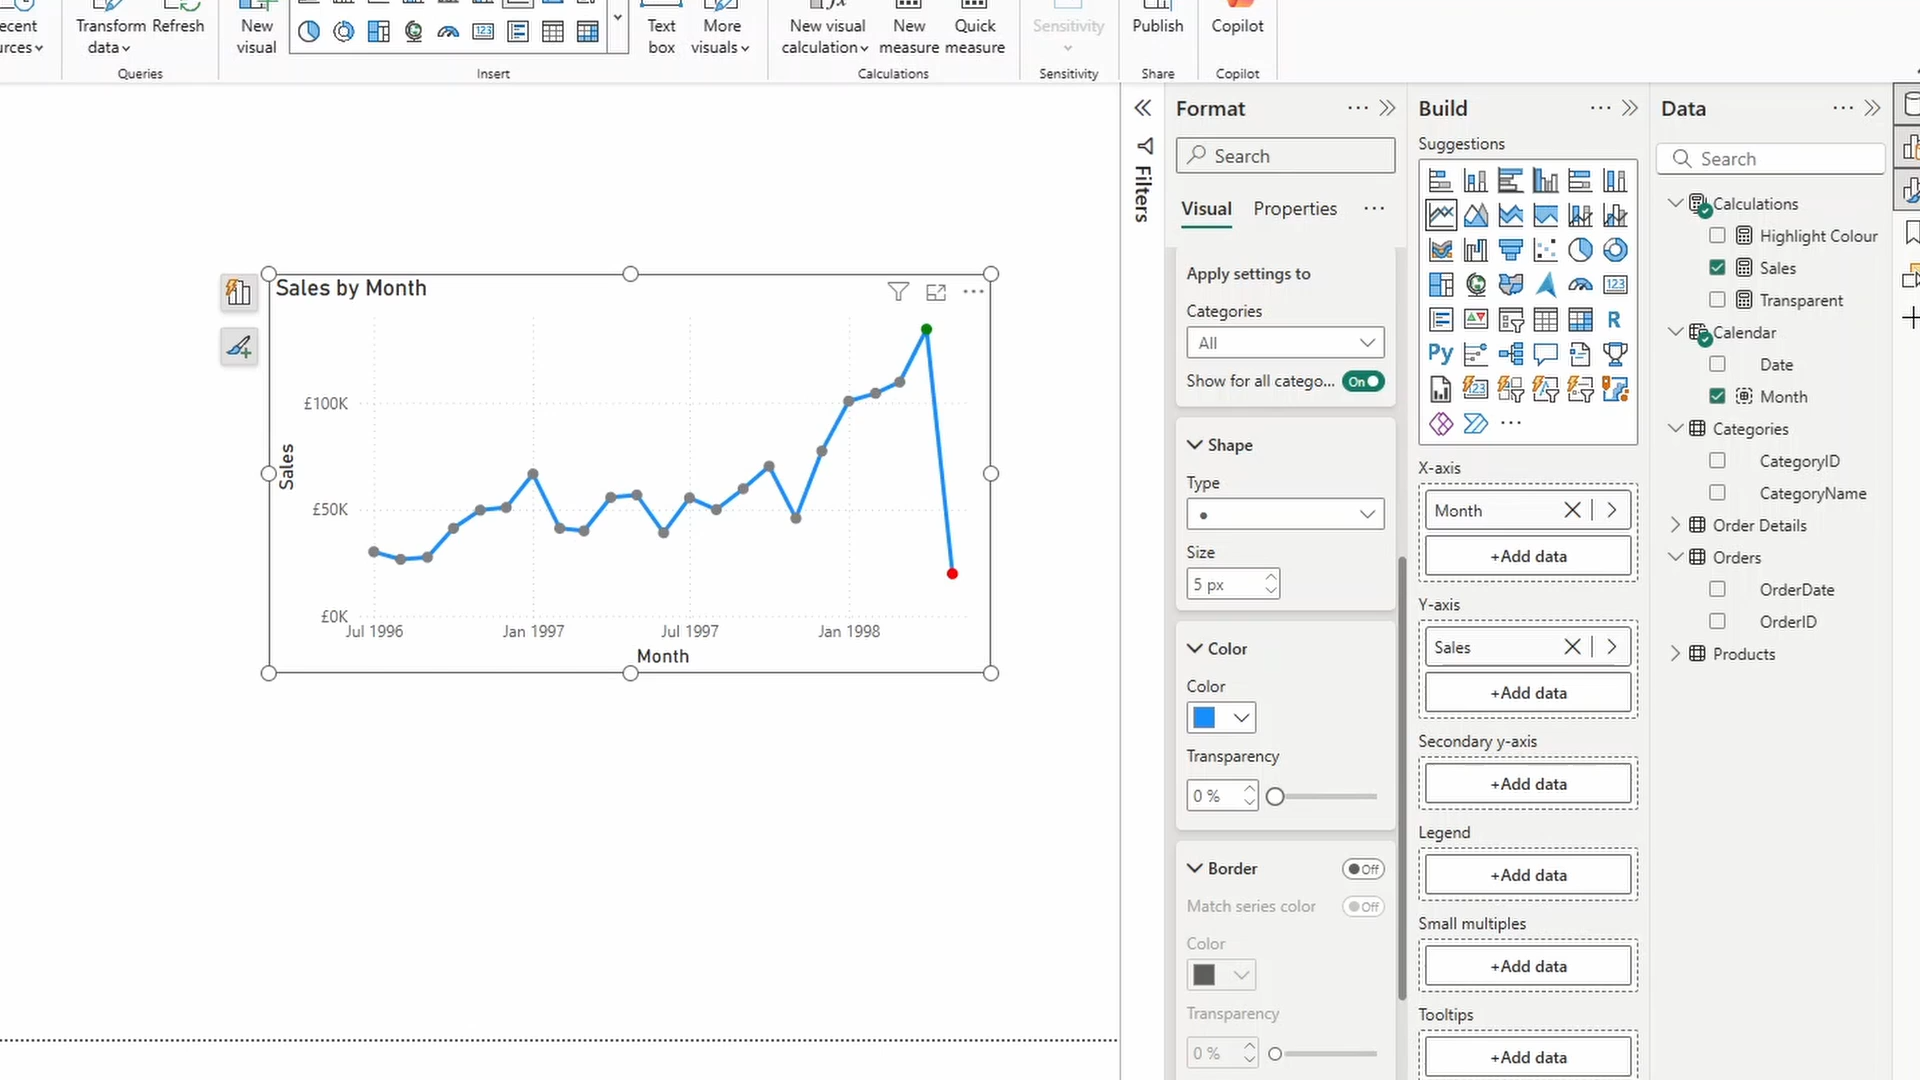 ecent
urces
Transform
data
Refresh
Queries
New
visual
Insert
Text
box
More
visuals
New visual
calculation
New
measure
Quick
measure
Calculations
Sensitivity
Sensitivity
Publish
Share
Copilot
Copilot
Sales by Month
£100K
£50K
£0K
Sales
Jul 1996
Jan 1997
Jul 1997
Jan 1998
Month
Filters
Format
Search
Visual
Properties
Apply settings to
Categories
All
Show for all catego...
On
Shape
Type
Size
5 px
Color
Color
Transparency
0 %
Border
Off
Match series color
Off
Color
Transparency
0 %
Build
Suggestions
123
R
Py
123
X-axis
Month
+Add data
Y-axis
Sales
+Add data
Secondary y-axis
+Add data
Legend
+Add data
Small multiples
+Add data
Tooltips
+Add data
Data
Search
Calculations
Highlight Colour
Sales
Transparent
Calendar
Date
Month
Categories
CategoryID
CategoryName
Order Details
Orders
OrderDate
OrderID
Products